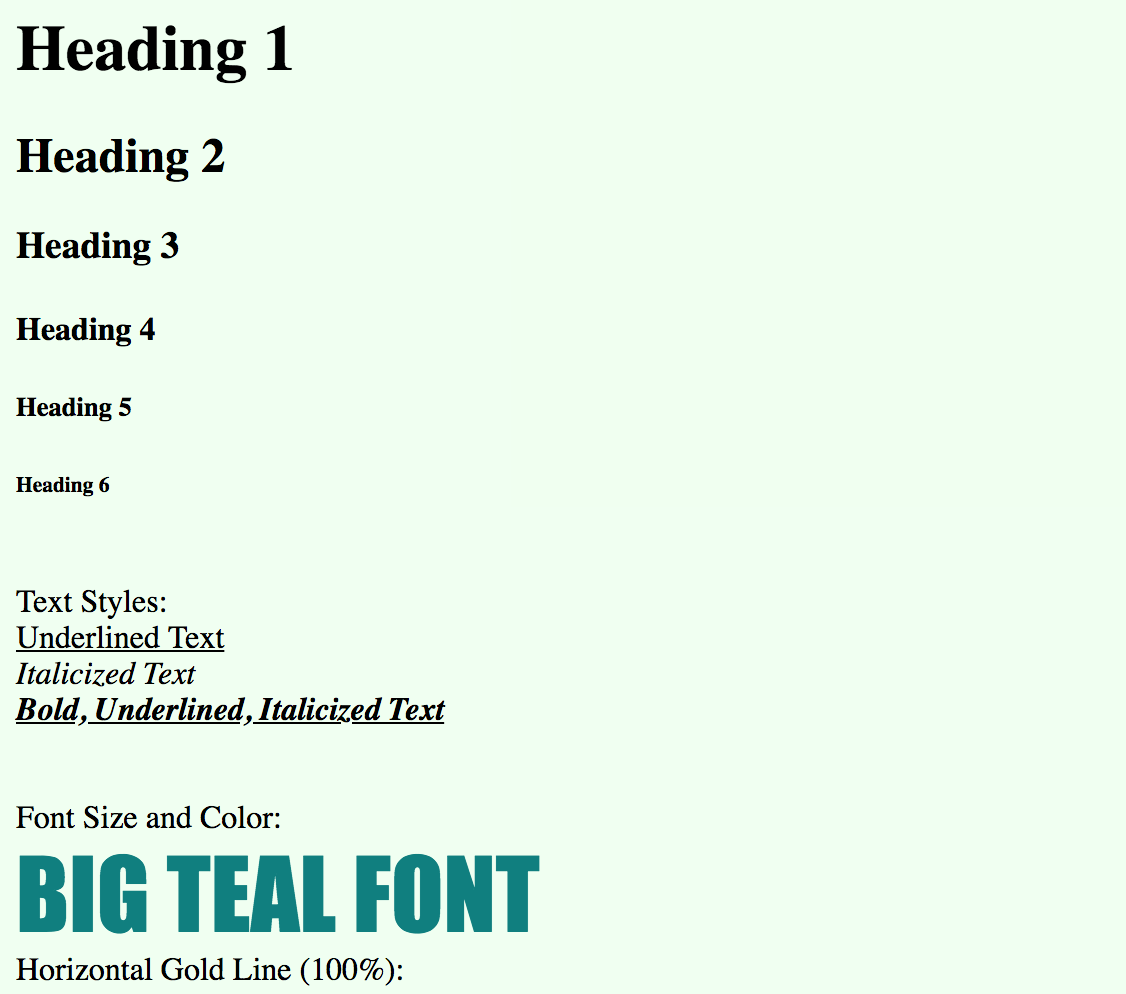 Heading 1
Heading 2
Heading 3
Heading 4
Heading 5
Heading 6
Text Styles:
Underlined Text
Italicized Text
Bold, Underlined, Italicized Text
Font Size and Color:
BIG TEAL FONT
Horizontal Gold Line (100%):